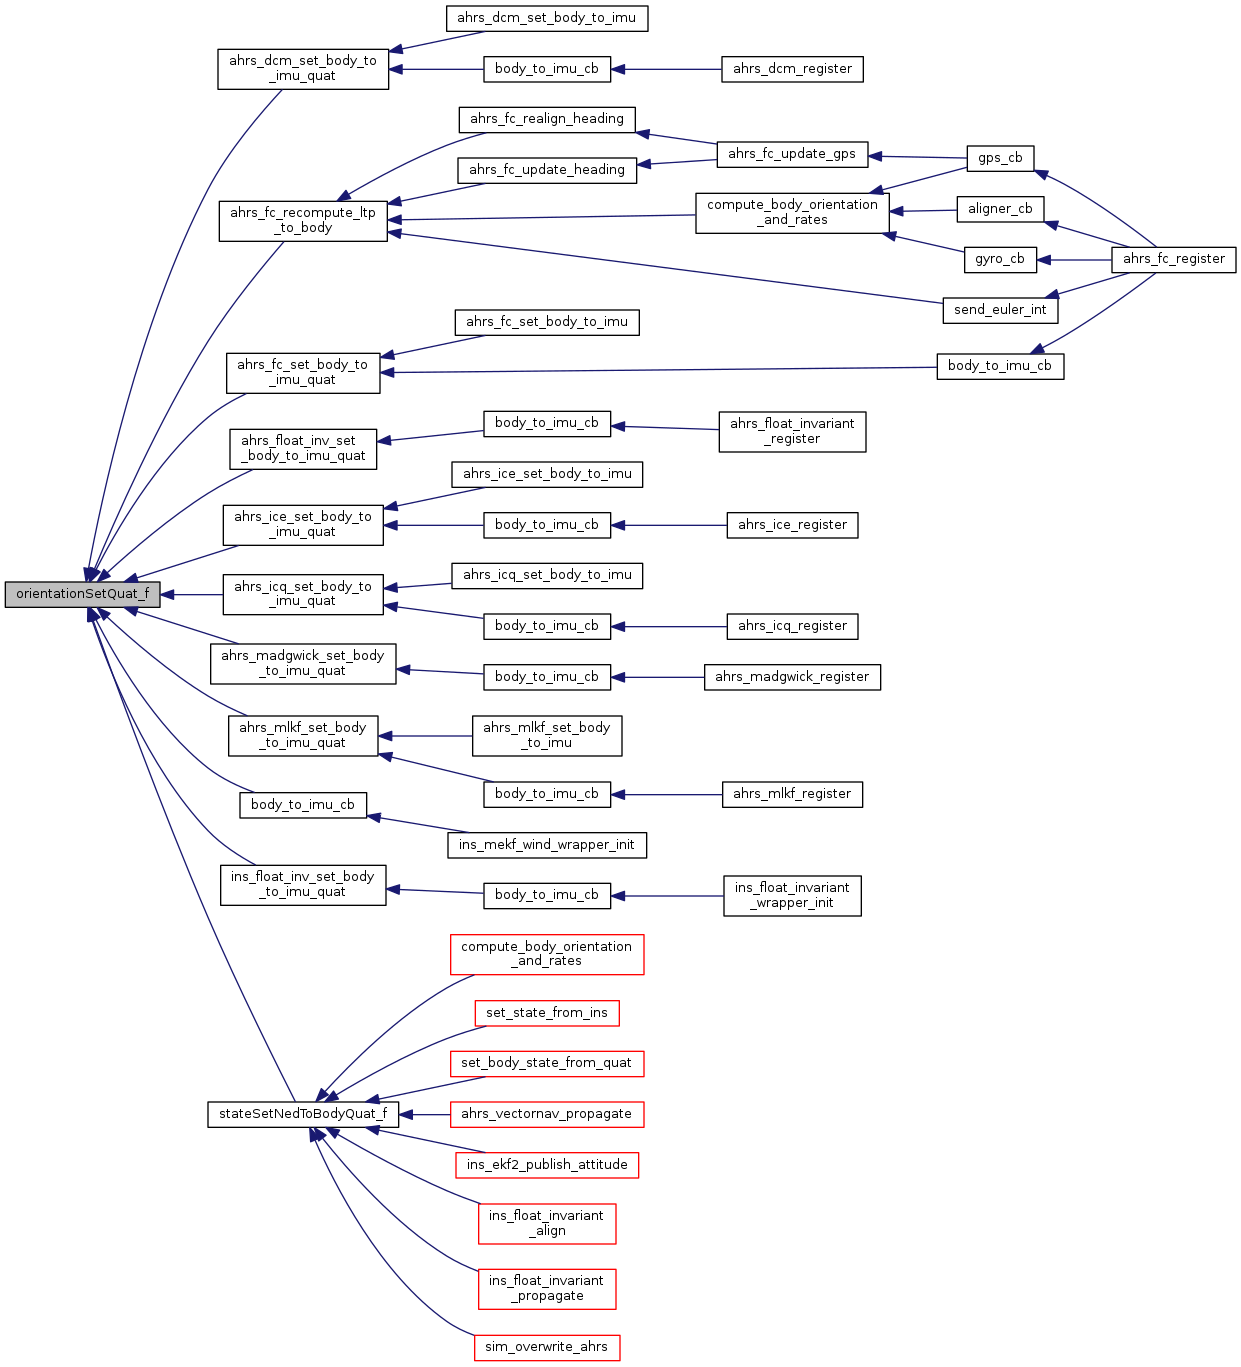 ahrs_dcm_set_body_to_imu
ahrs_dcm_set_body_to
_imu_quat
body_to_imu_cb
ahrs_dcm_register
ahrs_fc_realign_heading
ahrs_fc_update_heading
ahrs_fc_update_gps
gps_cb
ahrs_fc_recompute_ltp
_to_body
compute_body_orientation
_and_rates
aligner_cb
gyro_cb
ahrs_fc_register
send_euler_int
ahrs_fc_set_body_to_imu
ahrs_fc_set_body_to
_imu_quat
body_to_imu_cb
ahrs_float_inv_set
_body_to_imu_quat
body_to_imu_cb
ahrs_float_invariant
_register
ahrs_ice_set_body_to_imu
ahrs_ice_set_body_to
_imu_quat
body_to_imu_cb
ahrs_ice_register
orientationSetQuat_f
ahrs_icq_set_body_to
_imu_quat
ahrs_icq_set_body_to_imu
body_to_imu_cb
ahrs_icq_register
ahrs_madgwick_set_body
_to_imu_quat
body_to_imu_cb
ahrs_madgwick_register
ahrs_mlkf_set_body
_to_imu_quat
ahrs_mlkf_set_body
_to_imu
body_to_imu_cb
ahrs_mlkf_register
body_to_imu_cb
ins_mekf_wind_wrapper_init
ins_float_inv_set_body
_to_imu_quat
body_to_imu_cb
ins_float_invariant
_wrapper_init
compute_body_orientation
_and_rates
set_state_from_ins
set_body_state_from_quat
stateSetNedToBodyQuat_f
ahrs_vectornav_propagate
ins_ekf2_publish_attitude
ins_float_invariant
_align
ins_float_invariant
_propagate
sim_overwrite_ahrs